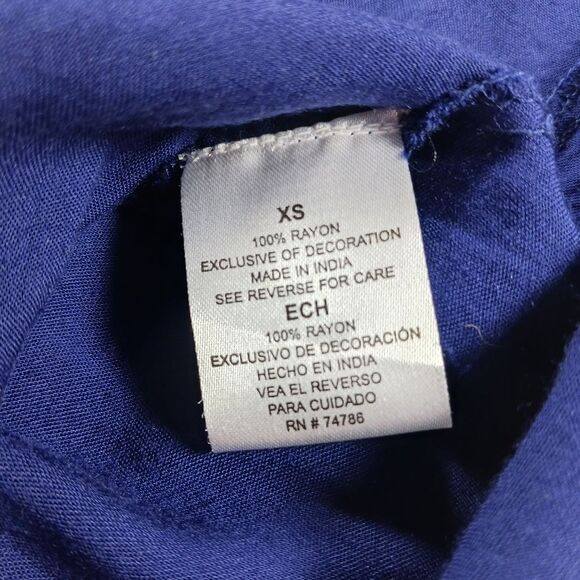 XS
100% RAYON
EXCLUSIVE OF DECORATION
MADE IN INDIA
SEE REVERSE FOR CARE
ECH
100% RAYON
EXCLUSIVO DE DECORACIÓN
HECHO EN INDIA
VEA EL REVERSO
PARA CUIDADO
RN # 74786